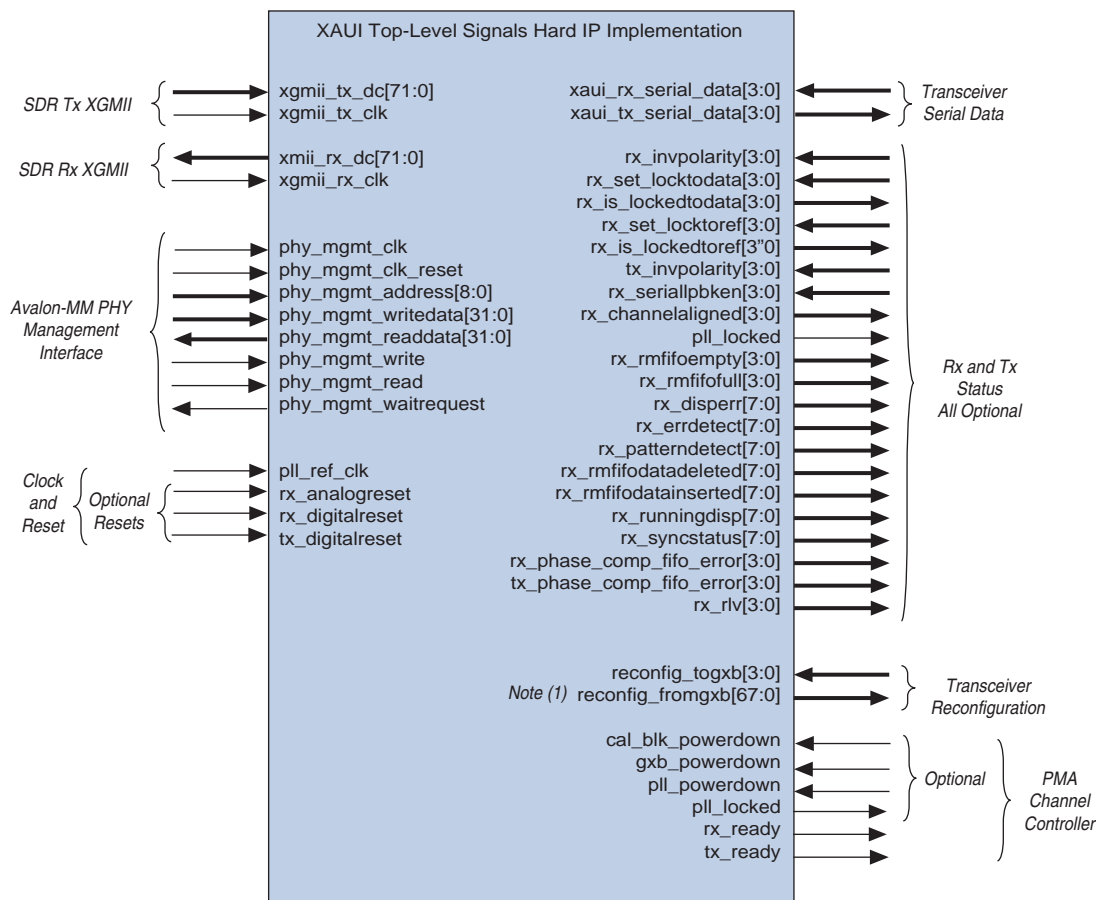 XAUI Top-Level Signals Hard IP Implementation
SDR Tx XGMII
xgmii_tx_dc[71:0]
xgmii_tx_clk
SDR Rx XGMII
xmii_rx_dc[71:0]
xgmii_rx_clk
Avalon-MM PHY
Management
Interface
phy_mgmt_clk
phy_mgmt_clk_reset
phy_mgmt_address[8:0]
phy_mgmt_writedata[31:0]
phy_mgmt_readdata[31:0]
phy_mgmt_write
phy_mgmt_read
phy_mgmt_waitrequest
Clock
and
Reset
Optional
Resets
pll_ref_clk
rx_analogreset
rx_digitalreset
tx_digitalreset
xaui_rx_serial_data[3:0]
xaui_tx_serial_data[3:0]
Transceiver
Serial Data
rx_invpolarity[3:0]
rx_set_locktodata[3:0]
rx_is_lockedtodata[3:0]
rx_set_locktoref[3:0]
rx_is_lockedtoref[3”0]
tx_invpolarity[3:0]
rx_seriallpbken[3:0]
rx_channelaligned[3:0]
pll_locked
rx_rmfifoempty[3:0]
rx_rmfifofull[3:0]
rx_disperr[7:0]
rx_errdetect[7:0]
rx_patterndetect[7:0]
rx_rmfifodatadeleted[7:0]
rx_rmfifodatainserted[7:0]
rx_runningdisp[7:0]
rx_syncstatus[7:0]
rx_phase_comp_fifo_error[3:0]
tx_phase_comp_fifo_error[3:0]
rx_rlv[3:0]
Rx and Tx
Status
All Optional
reconfig_togxb[3:0]
Note (1) reconfig_fromgxb[67:0]
Transceiver
Reconfiguration
cal_blk_powerdown
gxb_powerdown
pll_powerdown
pll_locked
rx_ready
tx_ready
Optional
PMA
Channel
Controller